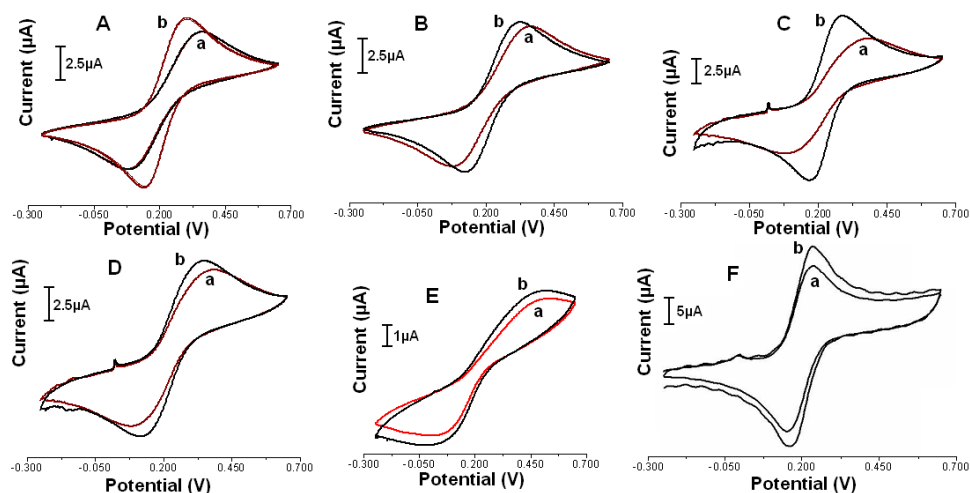 A
b
a
2.5µA
Current (µA)
-0.300 -0.050 0.200 0.450 0.700
Potential (V)
B
b
a
2.5µA
Current (µA)
-0.300 -0.050 0.200 0.450 0.700
Potential (V)
C
b
a
2.5µA
Current (µA)
-0.300 -0.050 0.200 0.450 0.700
Potential (V)
D
b
a
2.5µA
Current (µA)
-0.300 -0.050 0.200 0.450 0.700
Potential (V)
E
b
a
1µA
Current (µA)
-0.300 -0.050 0.200 0.450 0.700
Potential (V)
F
b
a
5µA
Current (µA)
-0.300 -0.050 0.200 0.450 0.700
Potential (V)